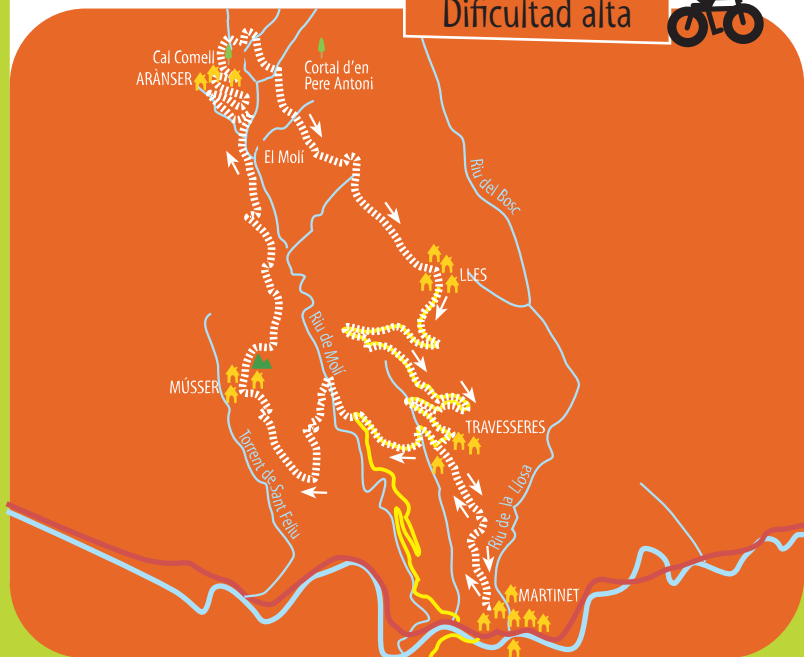 Dificultad alta
Cal Comell
ARÀNSER
Cortal d'en
Pere Antoni
El Molí
Riu del Bosc
LLES
Riu de Molí
MÚSSER
TRAVESSERES
Torrent de Sant Feliu
Riu de la Llosa
MARTINET